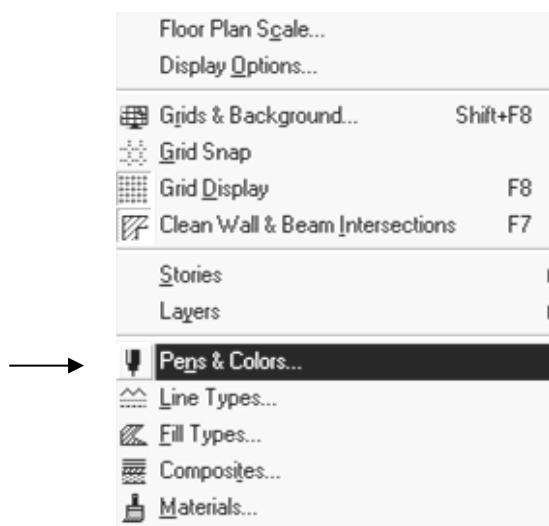 Floor Plan Scale...
Display Options...
Grids & Background... Shift+F8
Grid Snap
Grid Display F8
Clean Wall & Beam Intersections F7
Stories
Layers
Pens & Colors...
Line Types...
Fill Types...
Composites...
Materials...